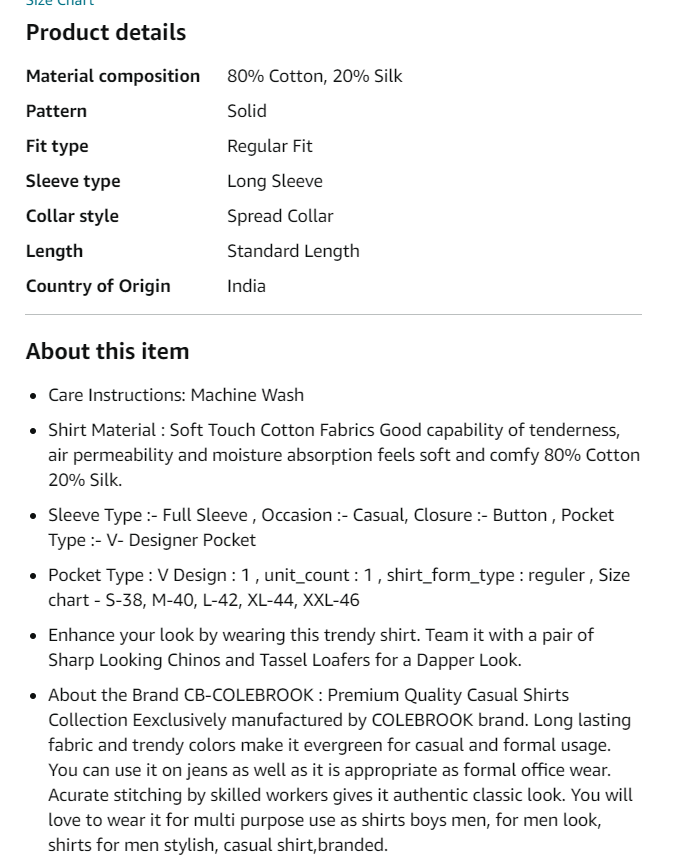 Size Chart
Product details
Material composition 80% Cotton, 20% Silk
Pattern Solid
Fit type Regular Fit
Sleeve type Long Sleeve
Collar style Spread Collar
Length Standard Length
Country of Origin India
About this item
Care Instructions: Machine Wash
Shirt Material : Soft Touch Cotton Fabrics Good capability of tenderness,
air permeability and moisture absorption feels soft and comfy 80% Cotton
20% Silk.
Sleeve Type :- Full Sleeve , Occasion :- Casual, Closure :- Button , Pocket
Type :- V- Designer Pocket
Pocket Type : V Design : 1 , unit_count : 1 , shirt_form_type : reguler , Size
chart - S-38, M-40, L-42, XL-44, XXL-46
Enhance your look by wearing this trendy shirt. Team it with a pair of
Sharp Looking Chinos and Tassel Loafers for a Dapper Look.
About the Brand CB-COLEBROOK : Premium Quality Casual Shirts
Collection Eexclusively manufactured by COLEBROOK brand. Long lasting
fabric and trendy colors make it evergreen for casual and formal usage.
You can use it on jeans as well as it is appropriate as formal office wear.
Acurate stitching by skilled workers gives it authentic classic look. You will
love to wear it for multi purpose use as shirts boys men, for men look,
shirts for men stylish, casual shirt,branded.